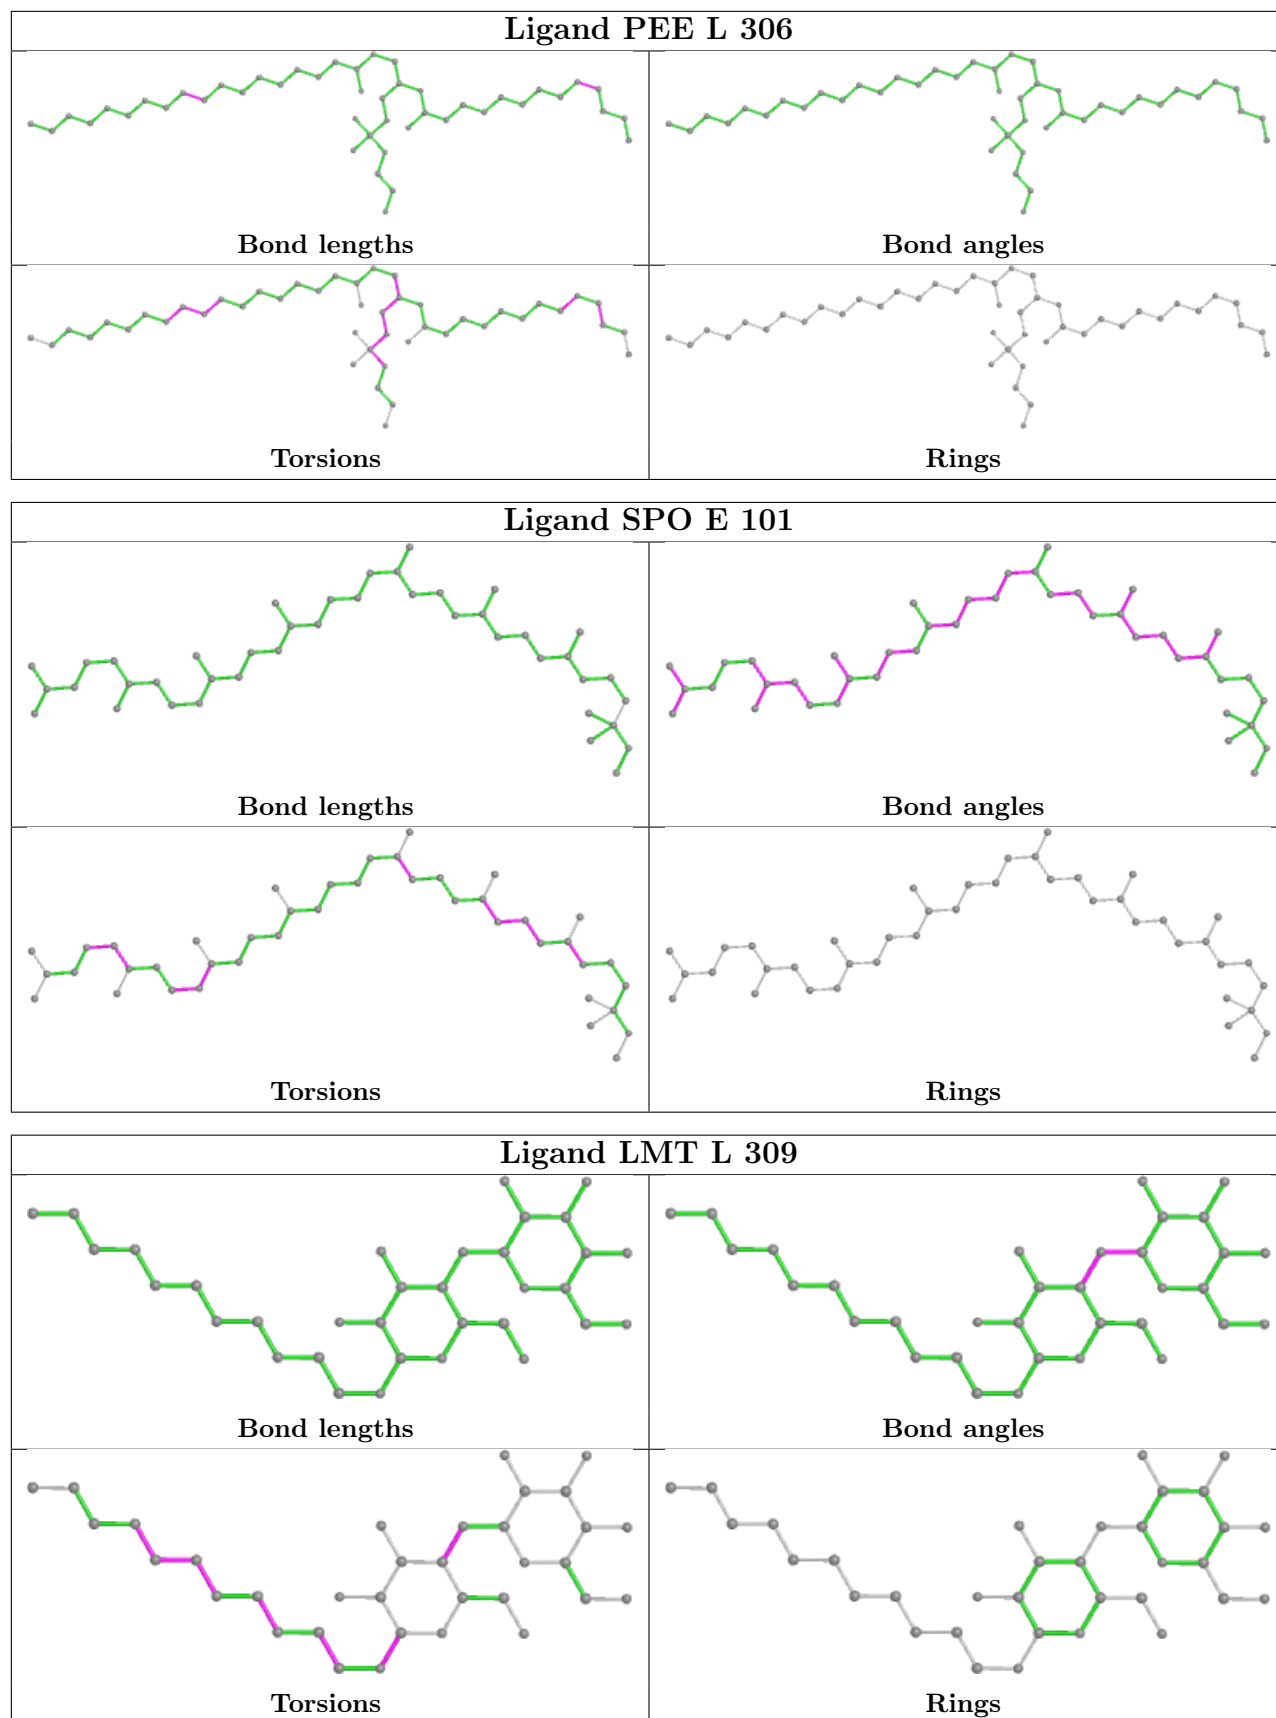 Ligand PEE L 306
Bond lengths
Bond angles
Torsions
Rings
Ligand SPO E 101
Bond lengths
Bond angles
Torsions
Rings
Ligand LMT L 309
Bond lengths
Bond angles
Torsions
Rings